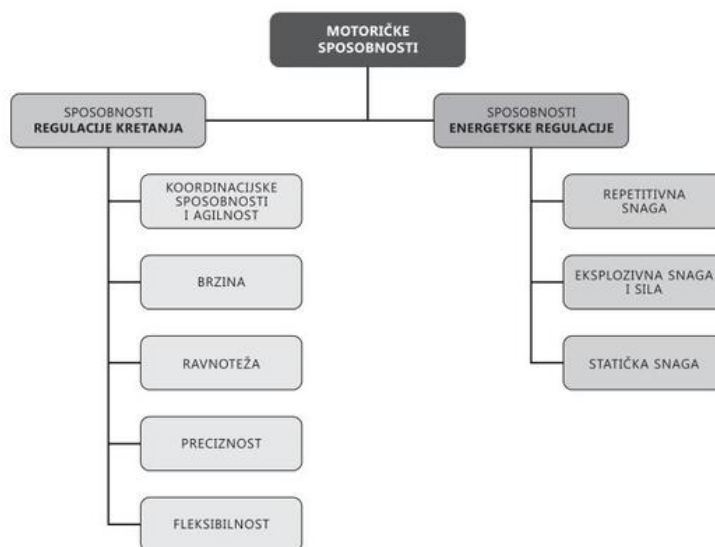 MOTORIČKE
SPOSOBNOSTI
SPOSOBNOSTI
REGULACIJE KRETANJA
KOORDINACIJSKE
SPOSOBNOSTI
I AGILNOST
BRZINA
RAVNOTEŽA
PRECIZNOST
FLEKSIBILNOST
SPOSOBNOSTI
ENERGETSKE REGULACIJE
REPETITIVNA
SNAGA
EKSPLOZIVNA SNAGA
I SILA
STATIČKA SNAGA